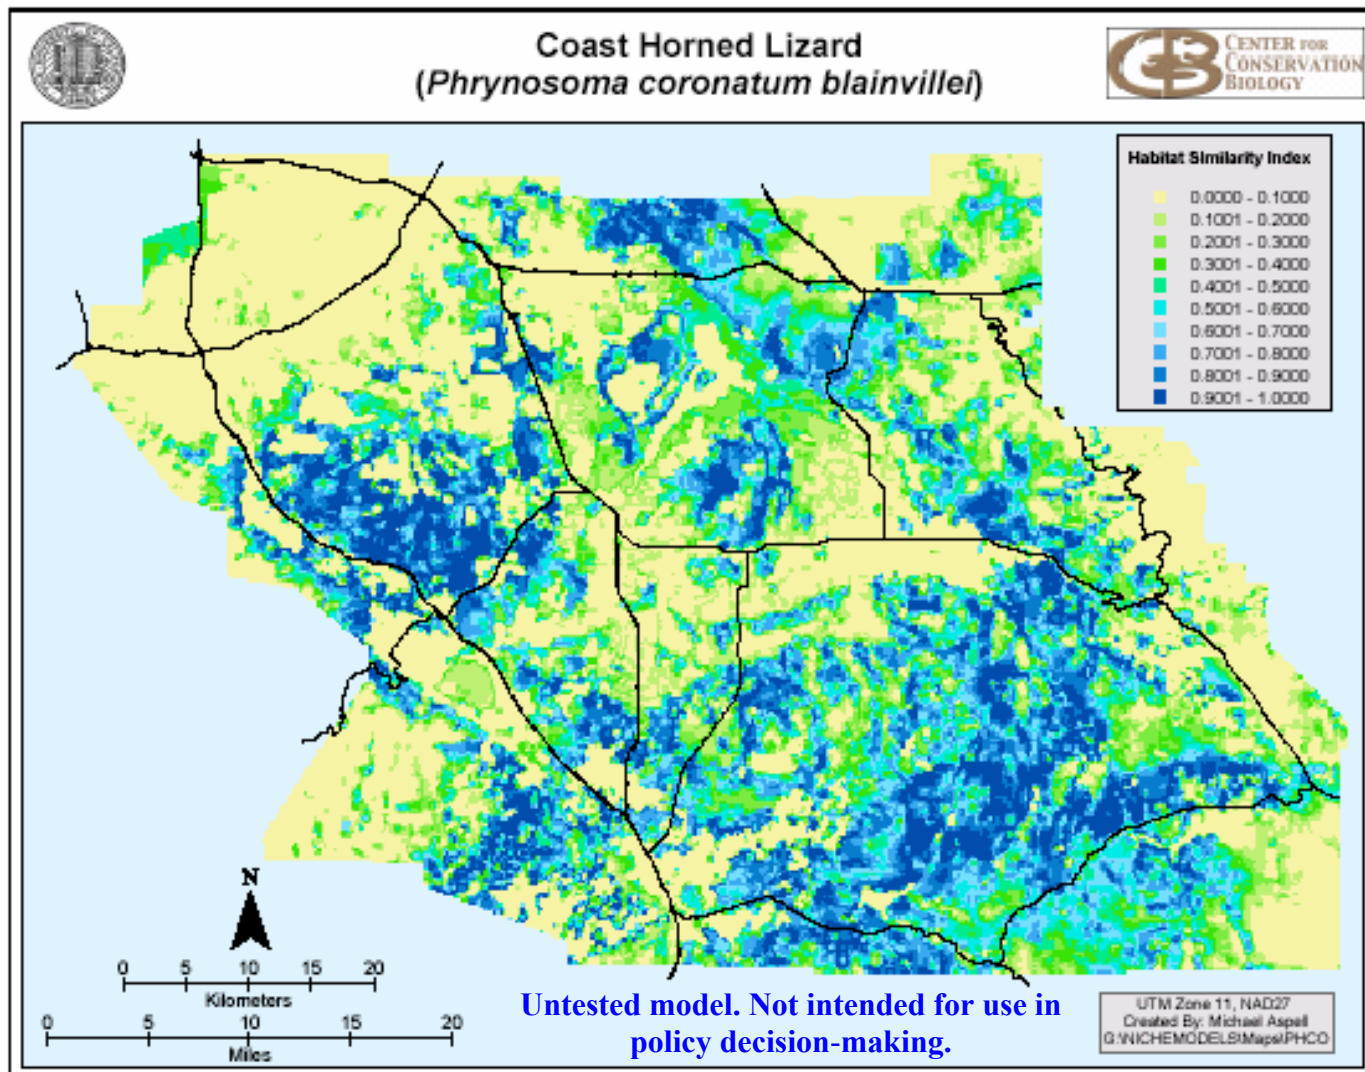 Coast Horned Lizard
(Phrynosoma coronatum blainvillei)
CENTER FOR
CONSERVATION
BIOLOGY
Habitat Similarity Index
0.0000 - 0.1000
0.1001 - 0.2000
0.2001 - 0.3000
0.3001 - 0.4000
0.4001 - 0.5000
0.5001 - 0.6000
0.6001 - 0.7000
0.7001 - 0.8000
0.8001 - 0.9000
0.9001 - 1.0000
N
0 5 10 15 20
Kilometers
0 5 10 15 20
Miles
Untested model. Not intended for use in
policy decision-making.
UTM Zone 11, NAD27
Created By: Michael Aspell
G:\NICHEMODELS\Maps\PHCO